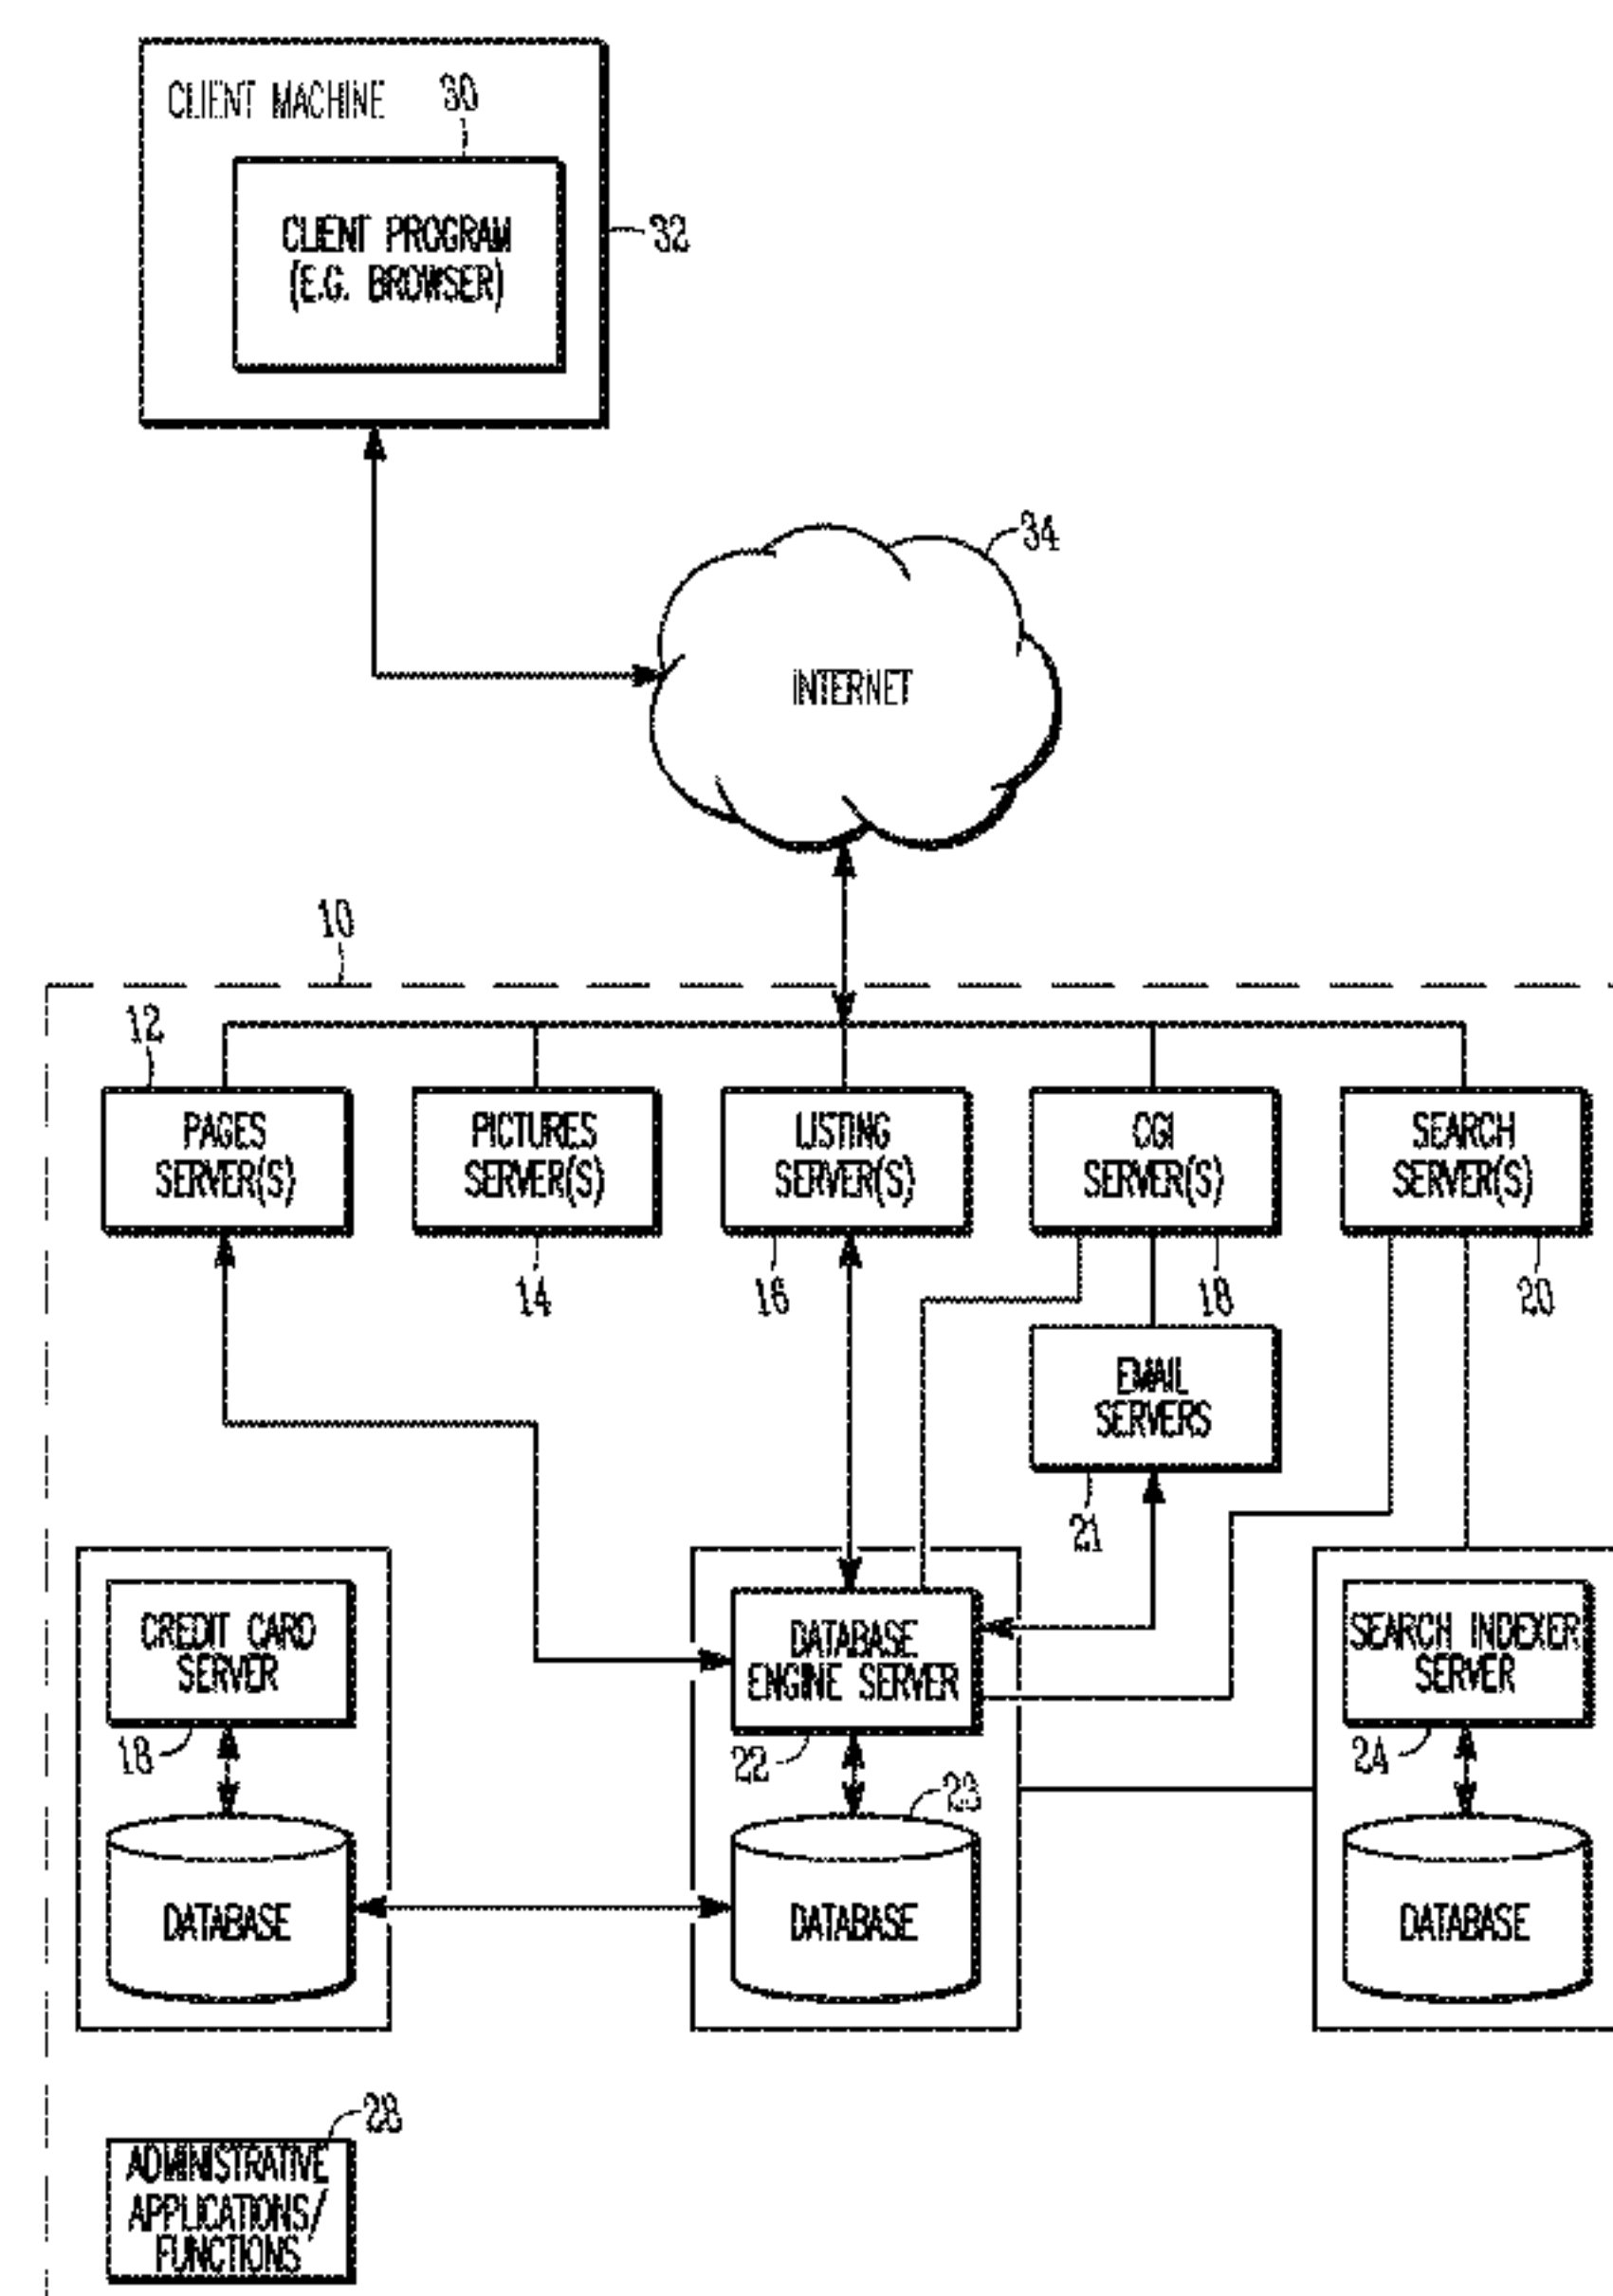 CLIENT MACHINE
30
CLIENT PROGRAM
(E.G. BROWSER)
32
34
INTERNET
10
12
PAGES
SERVER(S)
PICTURES
SERVER(S)
LISTING
SERVER(S)
CGI
SERVER(S)
SEARCH
SERVER(S)
14
16
18
20
EMAIL
SERVERS
21
CREDIT CARD
SERVER
18
DATABASE
ENGINE SERVER
22
SEARCH INDEXER
SERVER
24
23
DATABASE
DATABASE
DATABASE
28
ADMINISTRATIVE
APPLICATIONS/
FUNCTIONS